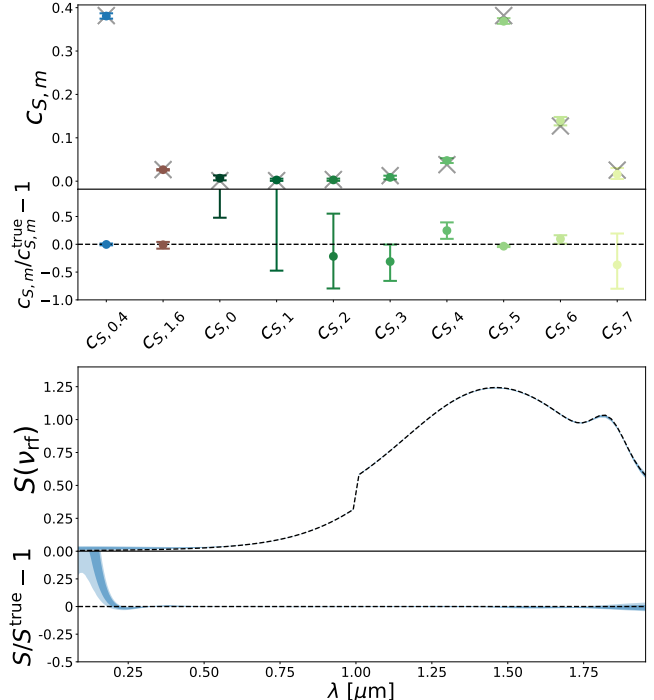 0.4
0.3
0.2
0.1
0.0
c_{S, m}
0.5
0.0
−0.5
−1.0
c_{S, m}/c_{S, m}^{true} − 1
c_{S, 0.4} c_{S, 1.6} c_{S, 0} c_{S, 1} c_{S, 2} c_{S, 3} c_{S, 4} c_{S, 5} c_{S, 6} c_{S, 7}
1.25
1.00
0.75
0.50
0.25
0.00
S(ν_{rf})
0.25
0
-0.25
-0.5
S/S^{true} − 1
0.25 0.50 0.75 1.00 1.25 1.50 1.75
λ [μm]